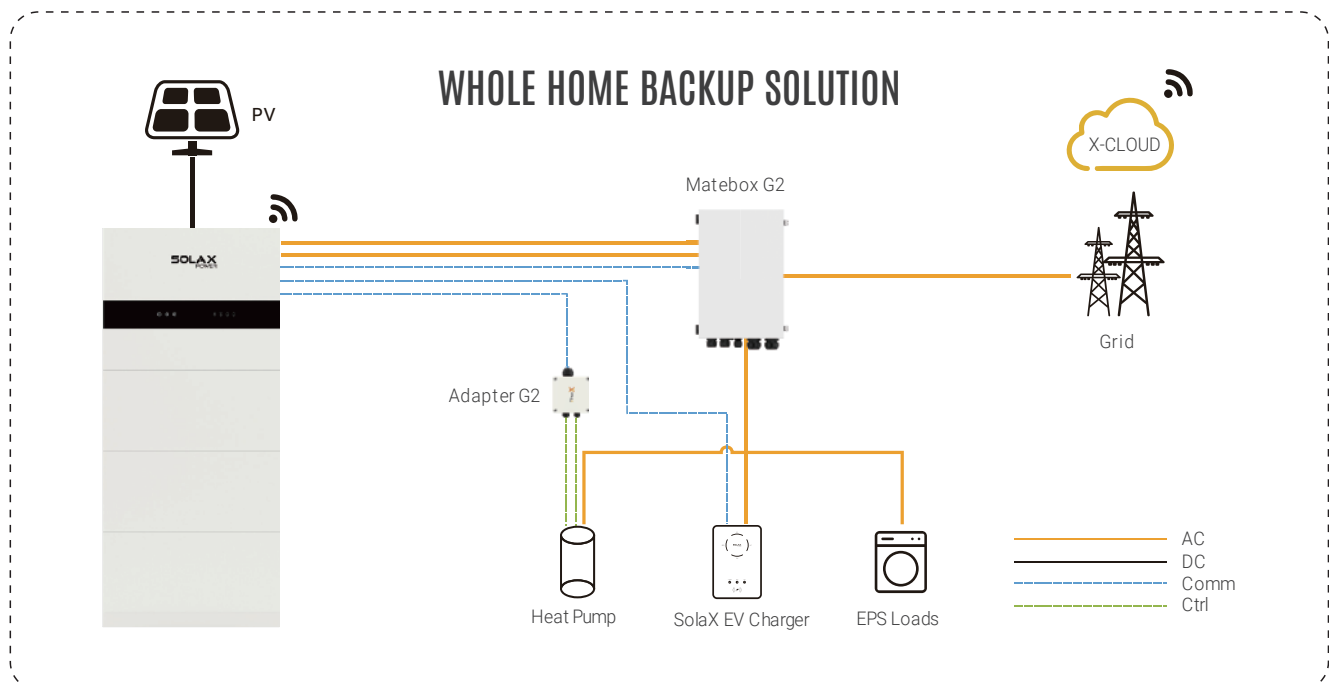 WHOLE HOME BACKUP SOLUTION
PV
X-CLOUD
Matebox G2
SOLAX
POWER
Grid
Adapter G2
AC
DC
Comm
Ctrl
Heat Pump
SolaX EV Charger
EPS Loads